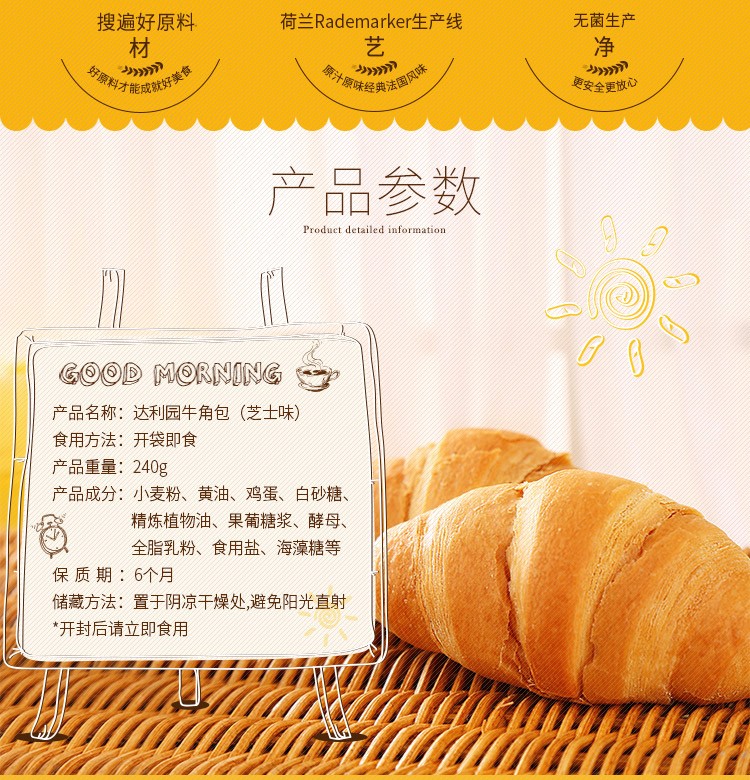 搜遍好原料
材
好原料才能成就好美食
荷兰Rademarker生产线
艺
原汁原味经典法国风味
无菌生产
净
更安全更放心
产品参数
Product detailed information
GOOD MORNING
产品名称：达利园牛角包（芝士味）
食用方法：开袋即食
产品重量：240g
产品成分：小麦粉、黄油、鸡蛋、白砂糖、
精炼植物油、果葡糖浆、酵母、
全脂乳粉、食用盐、海藻糖等
保 质 期 ：6个月
储藏方法：置于阴凉干燥处,避免阳光直射
*开封后请立即食用